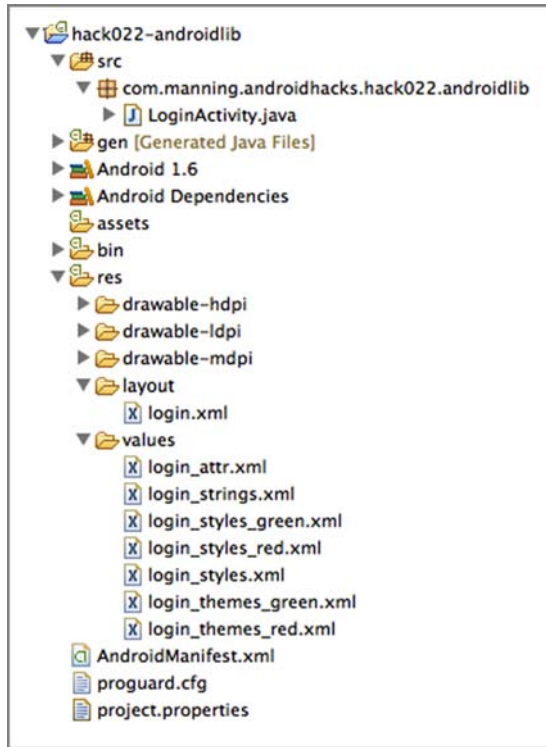 hack022-androidlib
src
com.manning.androidhacks.hack022.androidlib
J LoginActivity.java
gen [Generated Java Files]
Android 1.6
Android Dependencies
assets
bin
res
drawable-hdpi
drawable-ldpi
drawable-mdpi
layout
X login.xml
values
X login_attr.xml
X login_strings.xml
X login_styles_green.xml
X login_styles_red.xml
X login_styles.xml
X login_themes_green.xml
X login_themes_red.xml
AndroidManifest.xml
proguard.cfg
project.properties